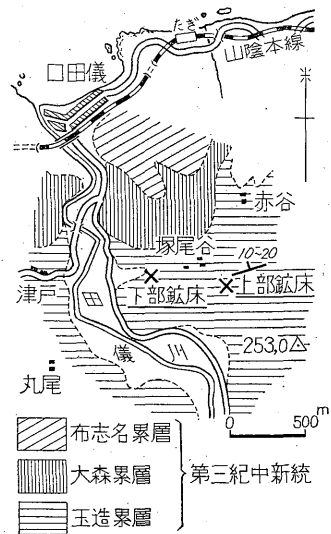 たぎ
山陰本線
口田儀
赤谷
塚尾谷
10-20
下部鉱床
上部鉱床
津戸
田
儀
川
253,0
丸尾
0 500m
布志名累層
大森累層
玉造累層
第三紀中新統